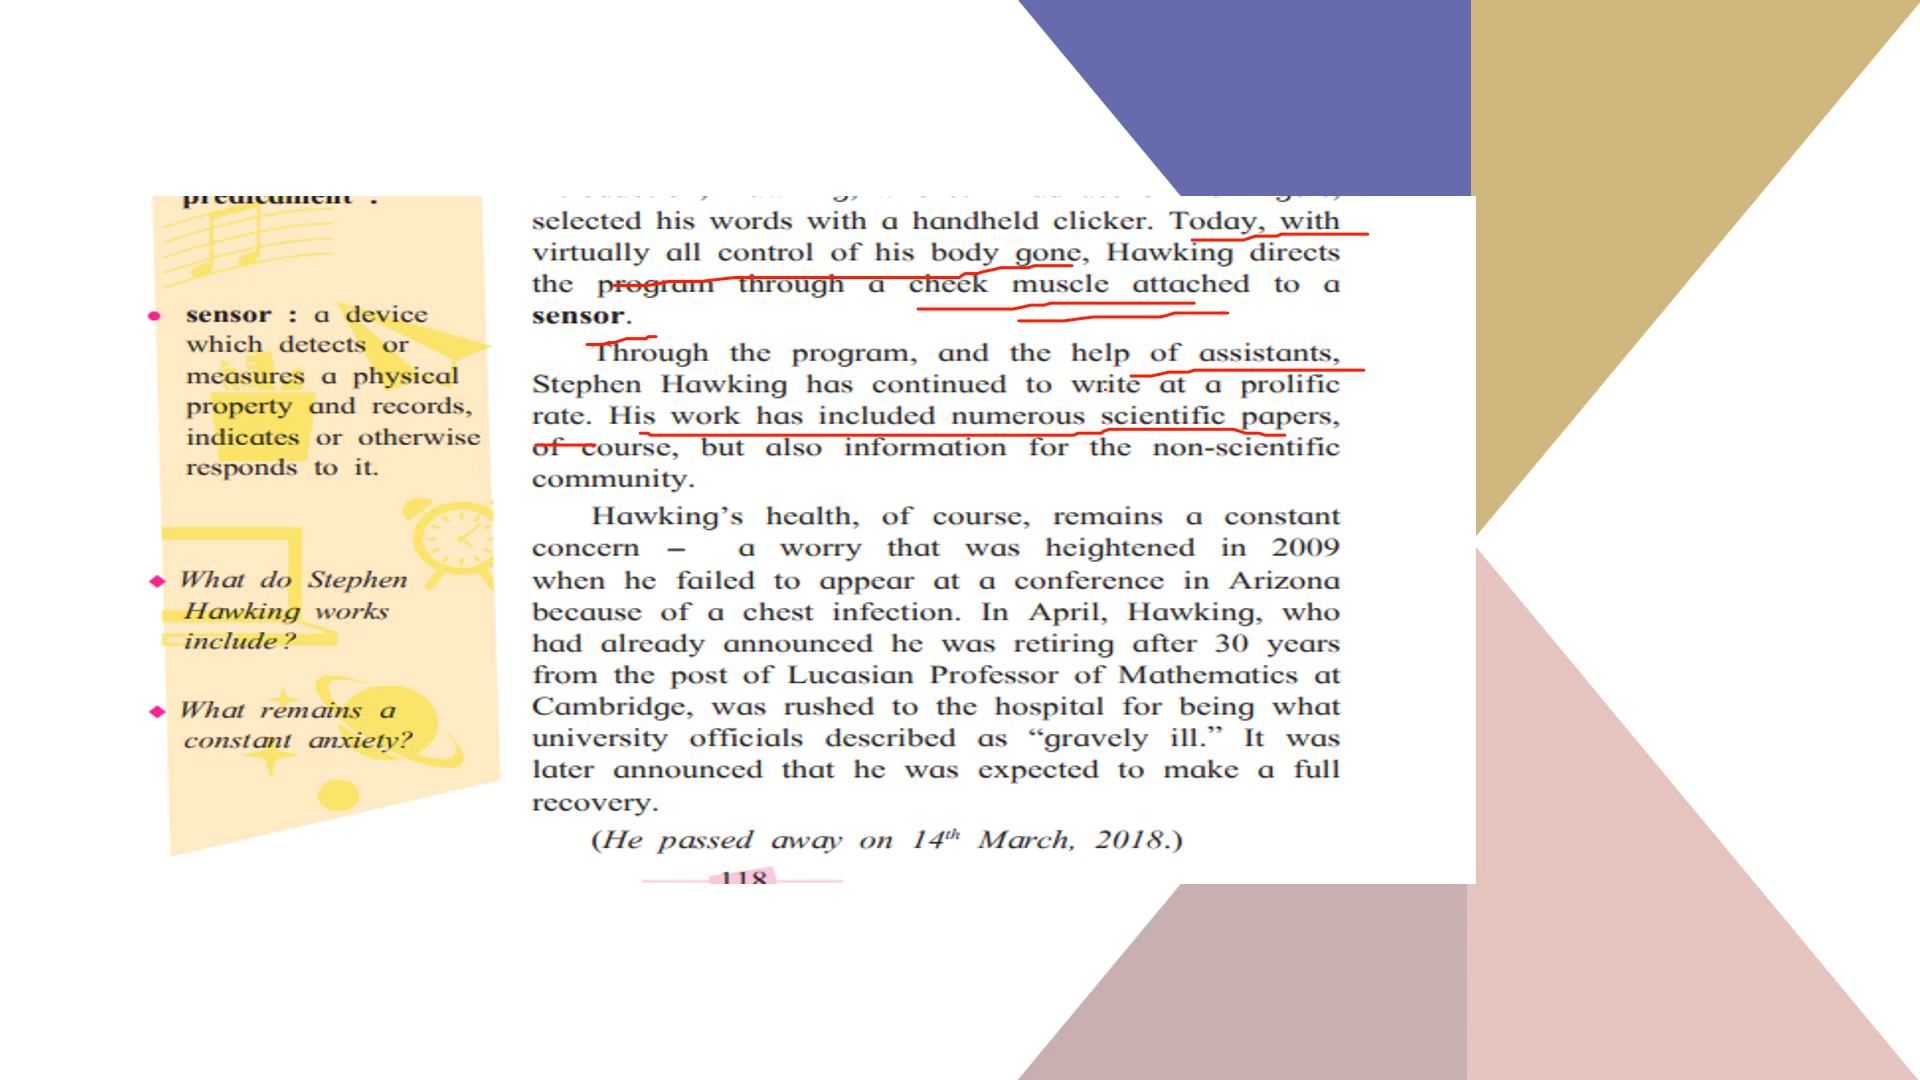 predicament :
sensor : a device
which detects or
measures a physical
property and records,
indicates or otherwise
responds to it.
What do Stephen
Hawking works
include?
What remains a
constant anxiety?
selected his words with a handheld clicker. Today, with
virtually all control of his body gone, Hawking directs
the program through a cheek muscle attached to a
sensor.
Through the program, and the help of assistants,
Stephen Hawking has continued to write at a prolific
rate. His work has included numerous scientific papers,
of course, but also information for the non-scientific
community.
Hawking's health, of course, remains a constant
concern – a worry that was heightened in 2009
when he failed to appear at a conference in Arizona
because of a chest infection. In April, Hawking, who
had already announced he was retiring after 30 years
from the post of Lucasian Professor of Mathematics at
Cambridge, was rushed to the hospital for being what
university officials described as “gravely ill.” It was
later announced that he was expected to make a full
recovery.
(He passed away on 14th March, 2018.)
118